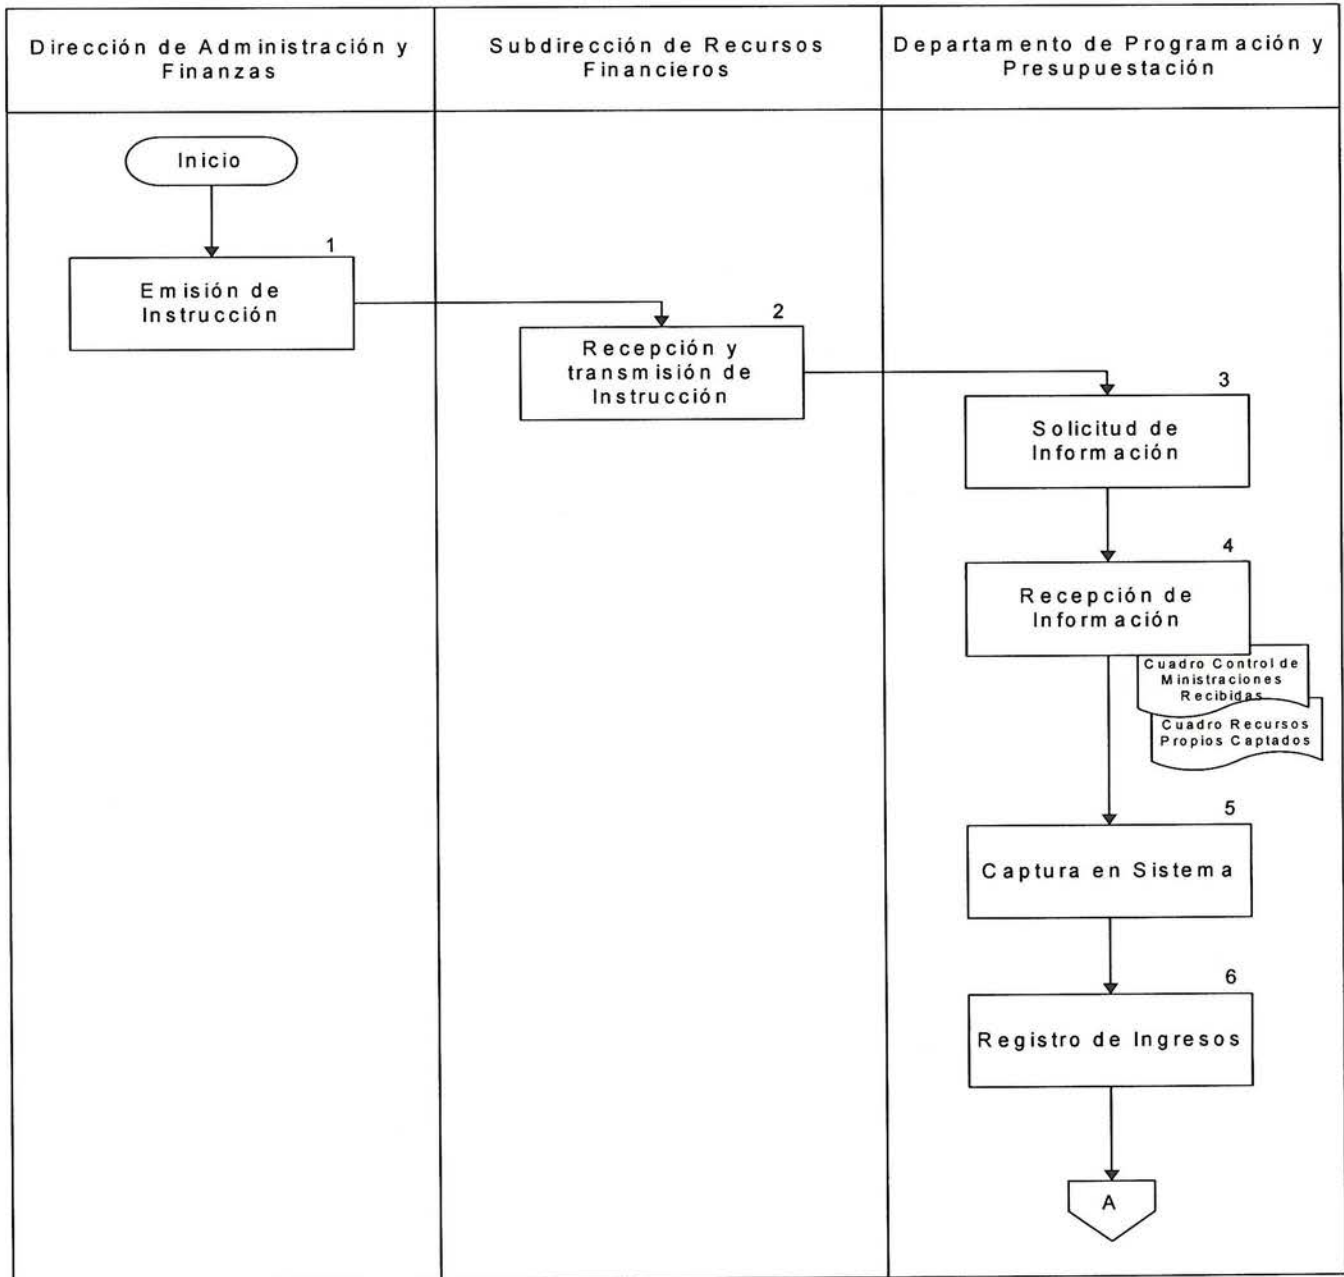 Dirección de Administración y
Finanzas
Subdirección de Recursos
Financieros
Departamento de Programación y
Presupuestación
Inicio
1
Emisión de
Instrucción
2
Recepción y
transmisión de
Instrucción
3
Solicitud de
Información
4
Recepción de
Información
Cuadro Control de
Ministraciones
Recibidas
Cuadro Recursos
Propios Captados
5
Captura en Sistema
6
Registro de Ingresos
A